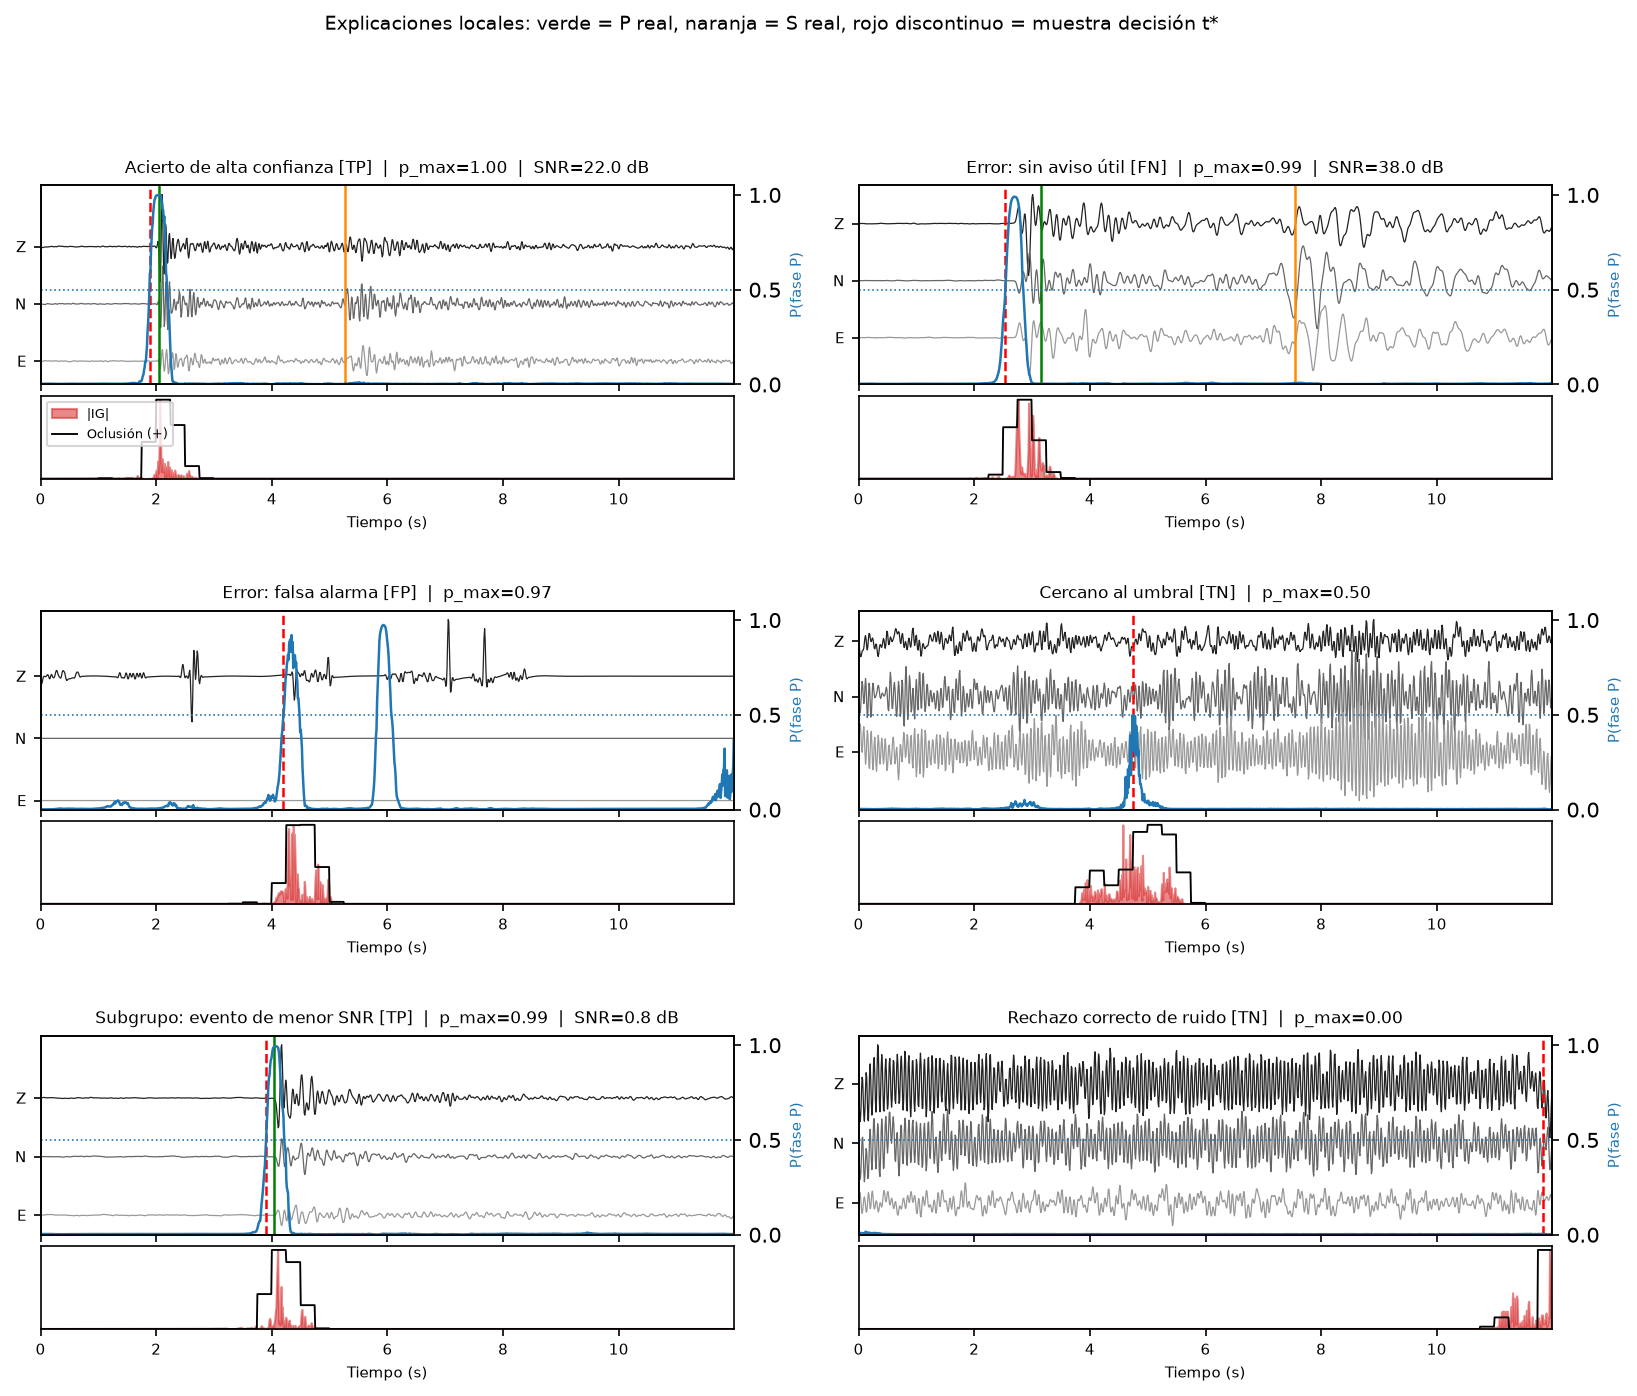 Explicaciones locales: verde = P real, naranja = S real, rojo discontinuo = muestra decisión t*
Acierto de alta confianza [TP]  |  p_max=1.00  |  SNR=22.0 dB
Z
N
E
1.0
0.5
0.0
P(fase P)
|IG|
Oclusión (+)
0 2 4 6 8 10
Tiempo (s)
Error: sin aviso útil [FN]  |  p_max=0.99  |  SNR=38.0 dB
Z
N
E
1.0
0.5
0.0
P(fase P)
0 2 4 6 8 10
Tiempo (s)
Error: falsa alarma [FP]  |  p_max=0.97
Z
N
E
1.0
0.5
0.0
P(fase P)
0 2 4 6 8 10
Tiempo (s)
Cercano al umbral [TN]  |  p_max=0.50
Z
N
E
1.0
0.5
0.0
P(fase P)
0 2 4 6 8 10
Tiempo (s)
Subgrupo: evento de menor SNR [TP]  |  p_max=0.99  |  SNR=0.8 dB
Z
N
E
1.0
0.5
0.0
P(fase P)
0 2 4 6 8 10
Tiempo (s)
Rechazo correcto de ruido [TN]  |  p_max=0.00
Z
N
E
1.0
0.5
0.0
P(fase P)
0 2 4 6 8 10
Tiempo (s)